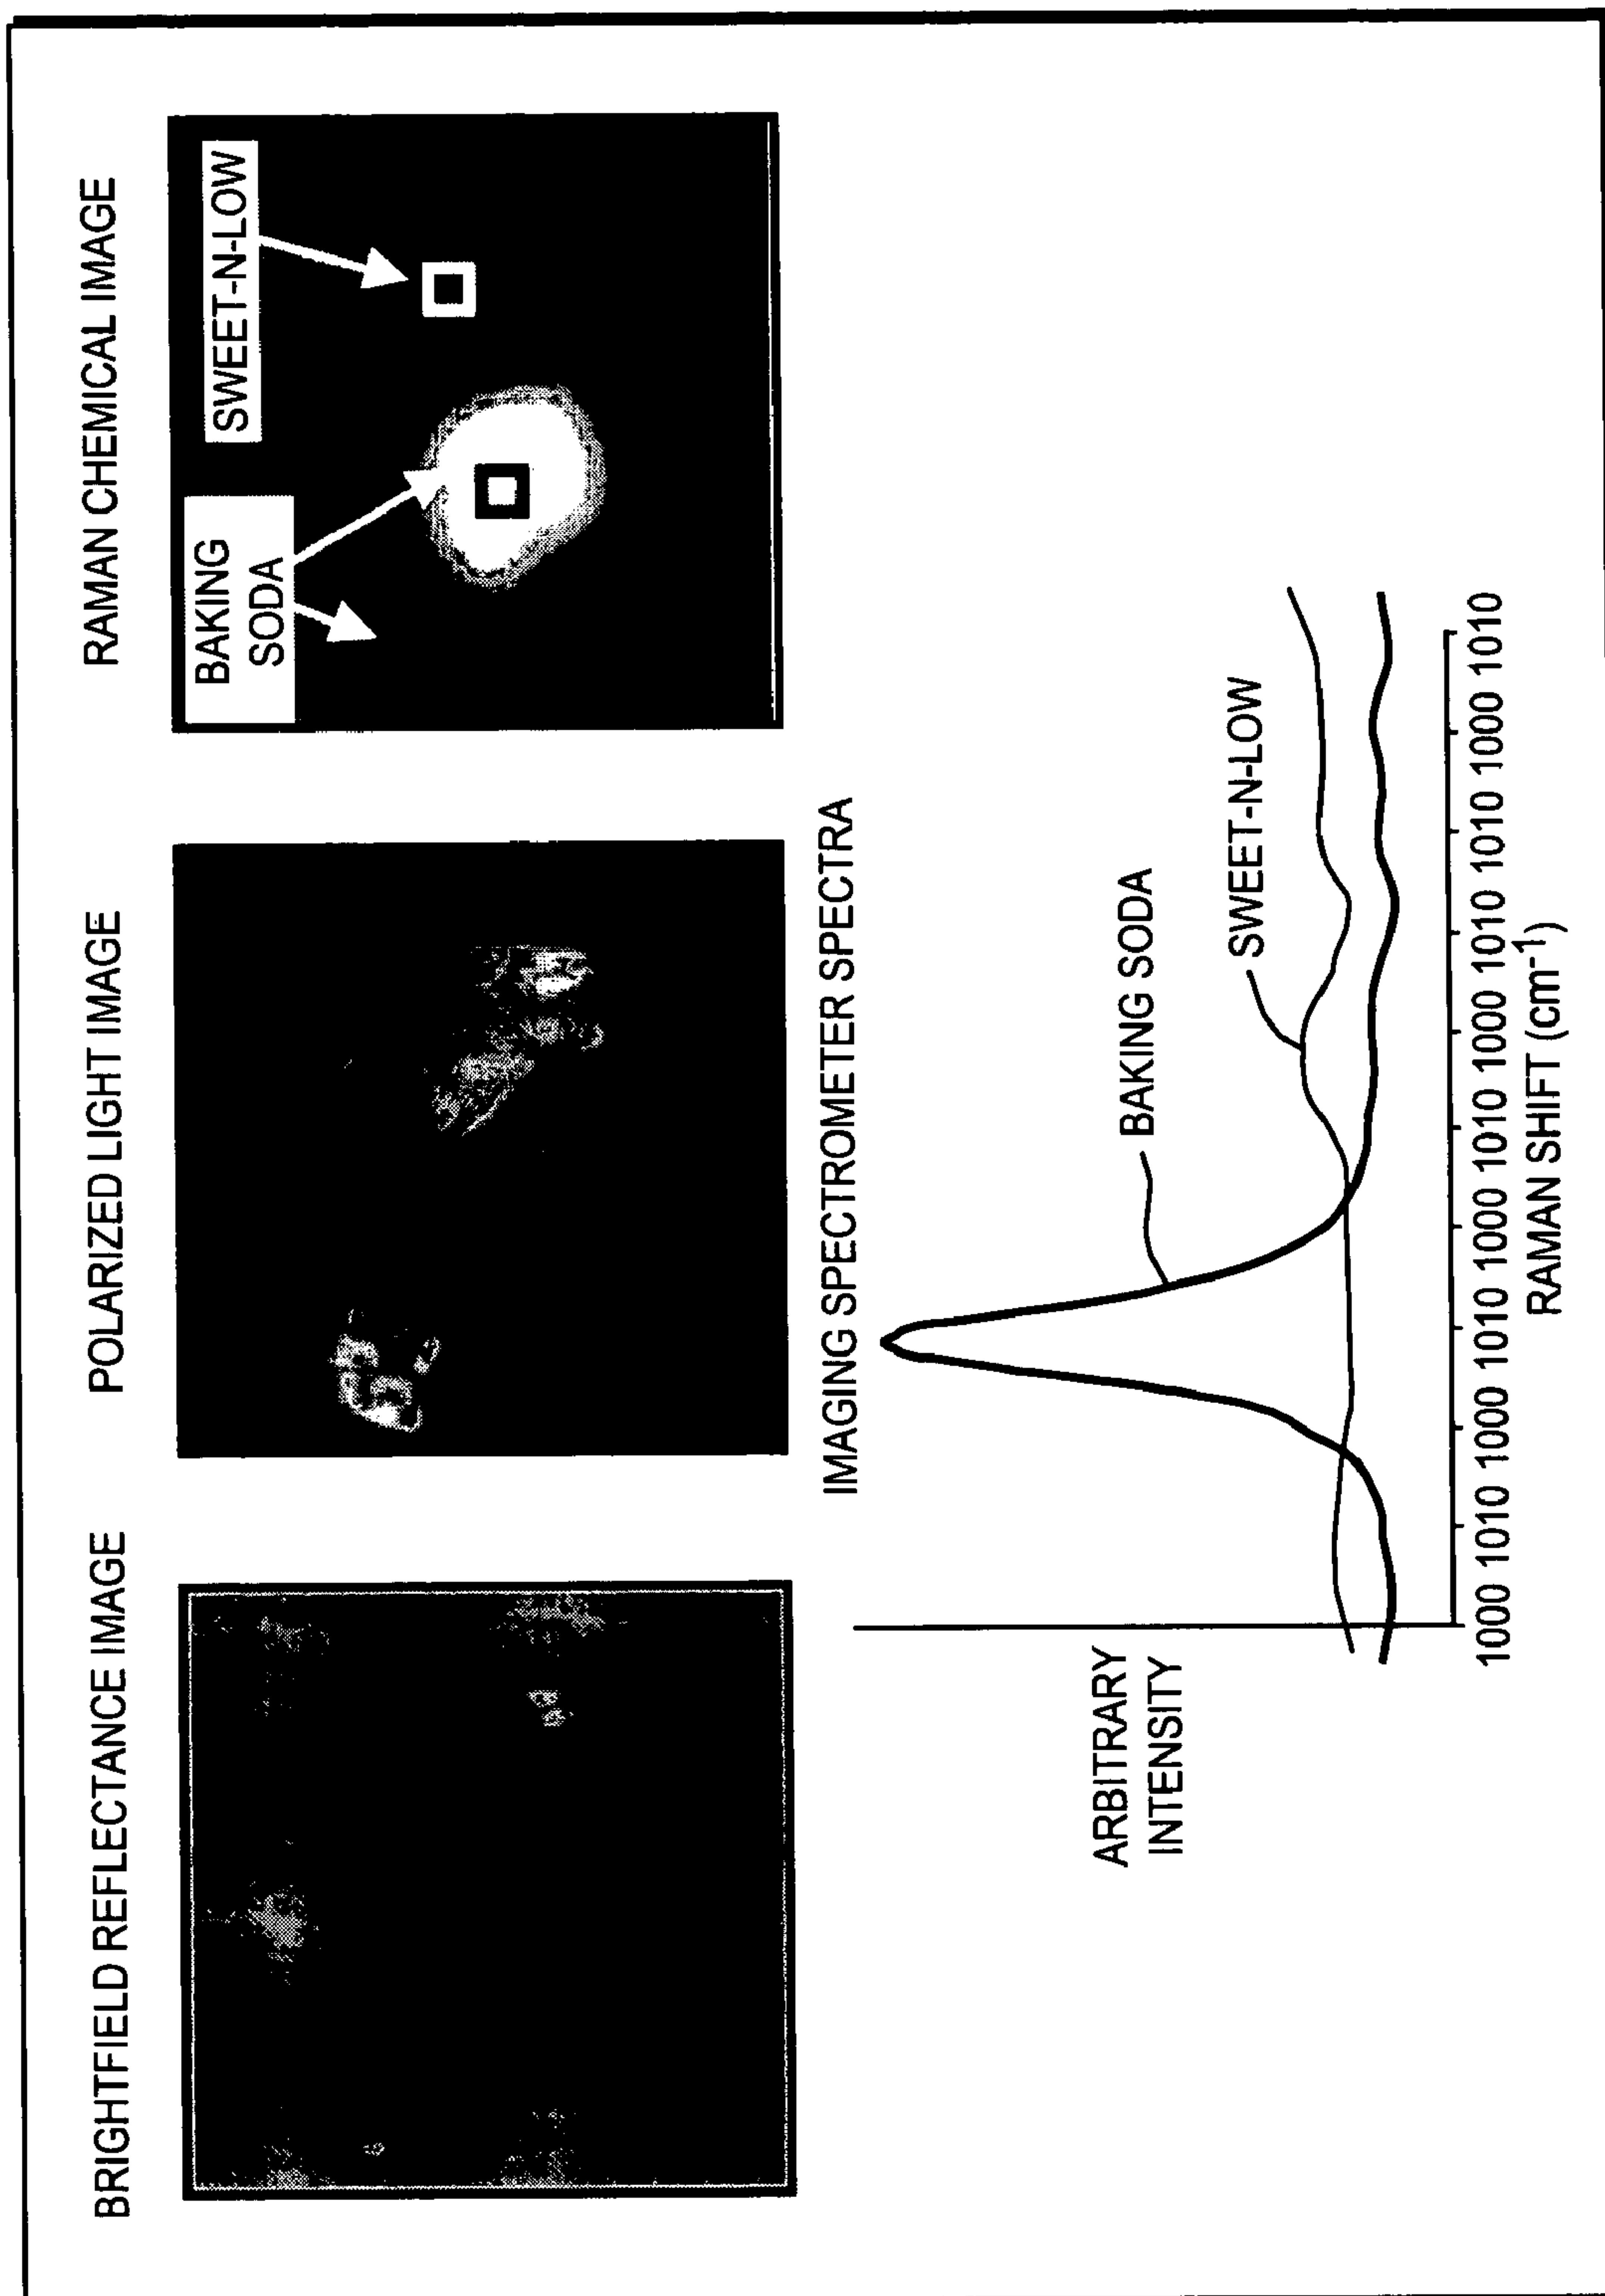 BRIGHTFIELD REFLECTANCE IMAGE
POLARIZED LIGHT IMAGE
RAMAN CHEMICAL IMAGE
BAKING
SODA
SWEET-N-LOW
IMAGING SPECTROMETER SPECTRA
ARBITRARY
INTENSITY
BAKING SODA
SWEET-N-LOW
1000 1010 1000 1010 1000 1010 1000 1010 1010 1000 1010
RAMAN SHIFT (cm⁻¹)